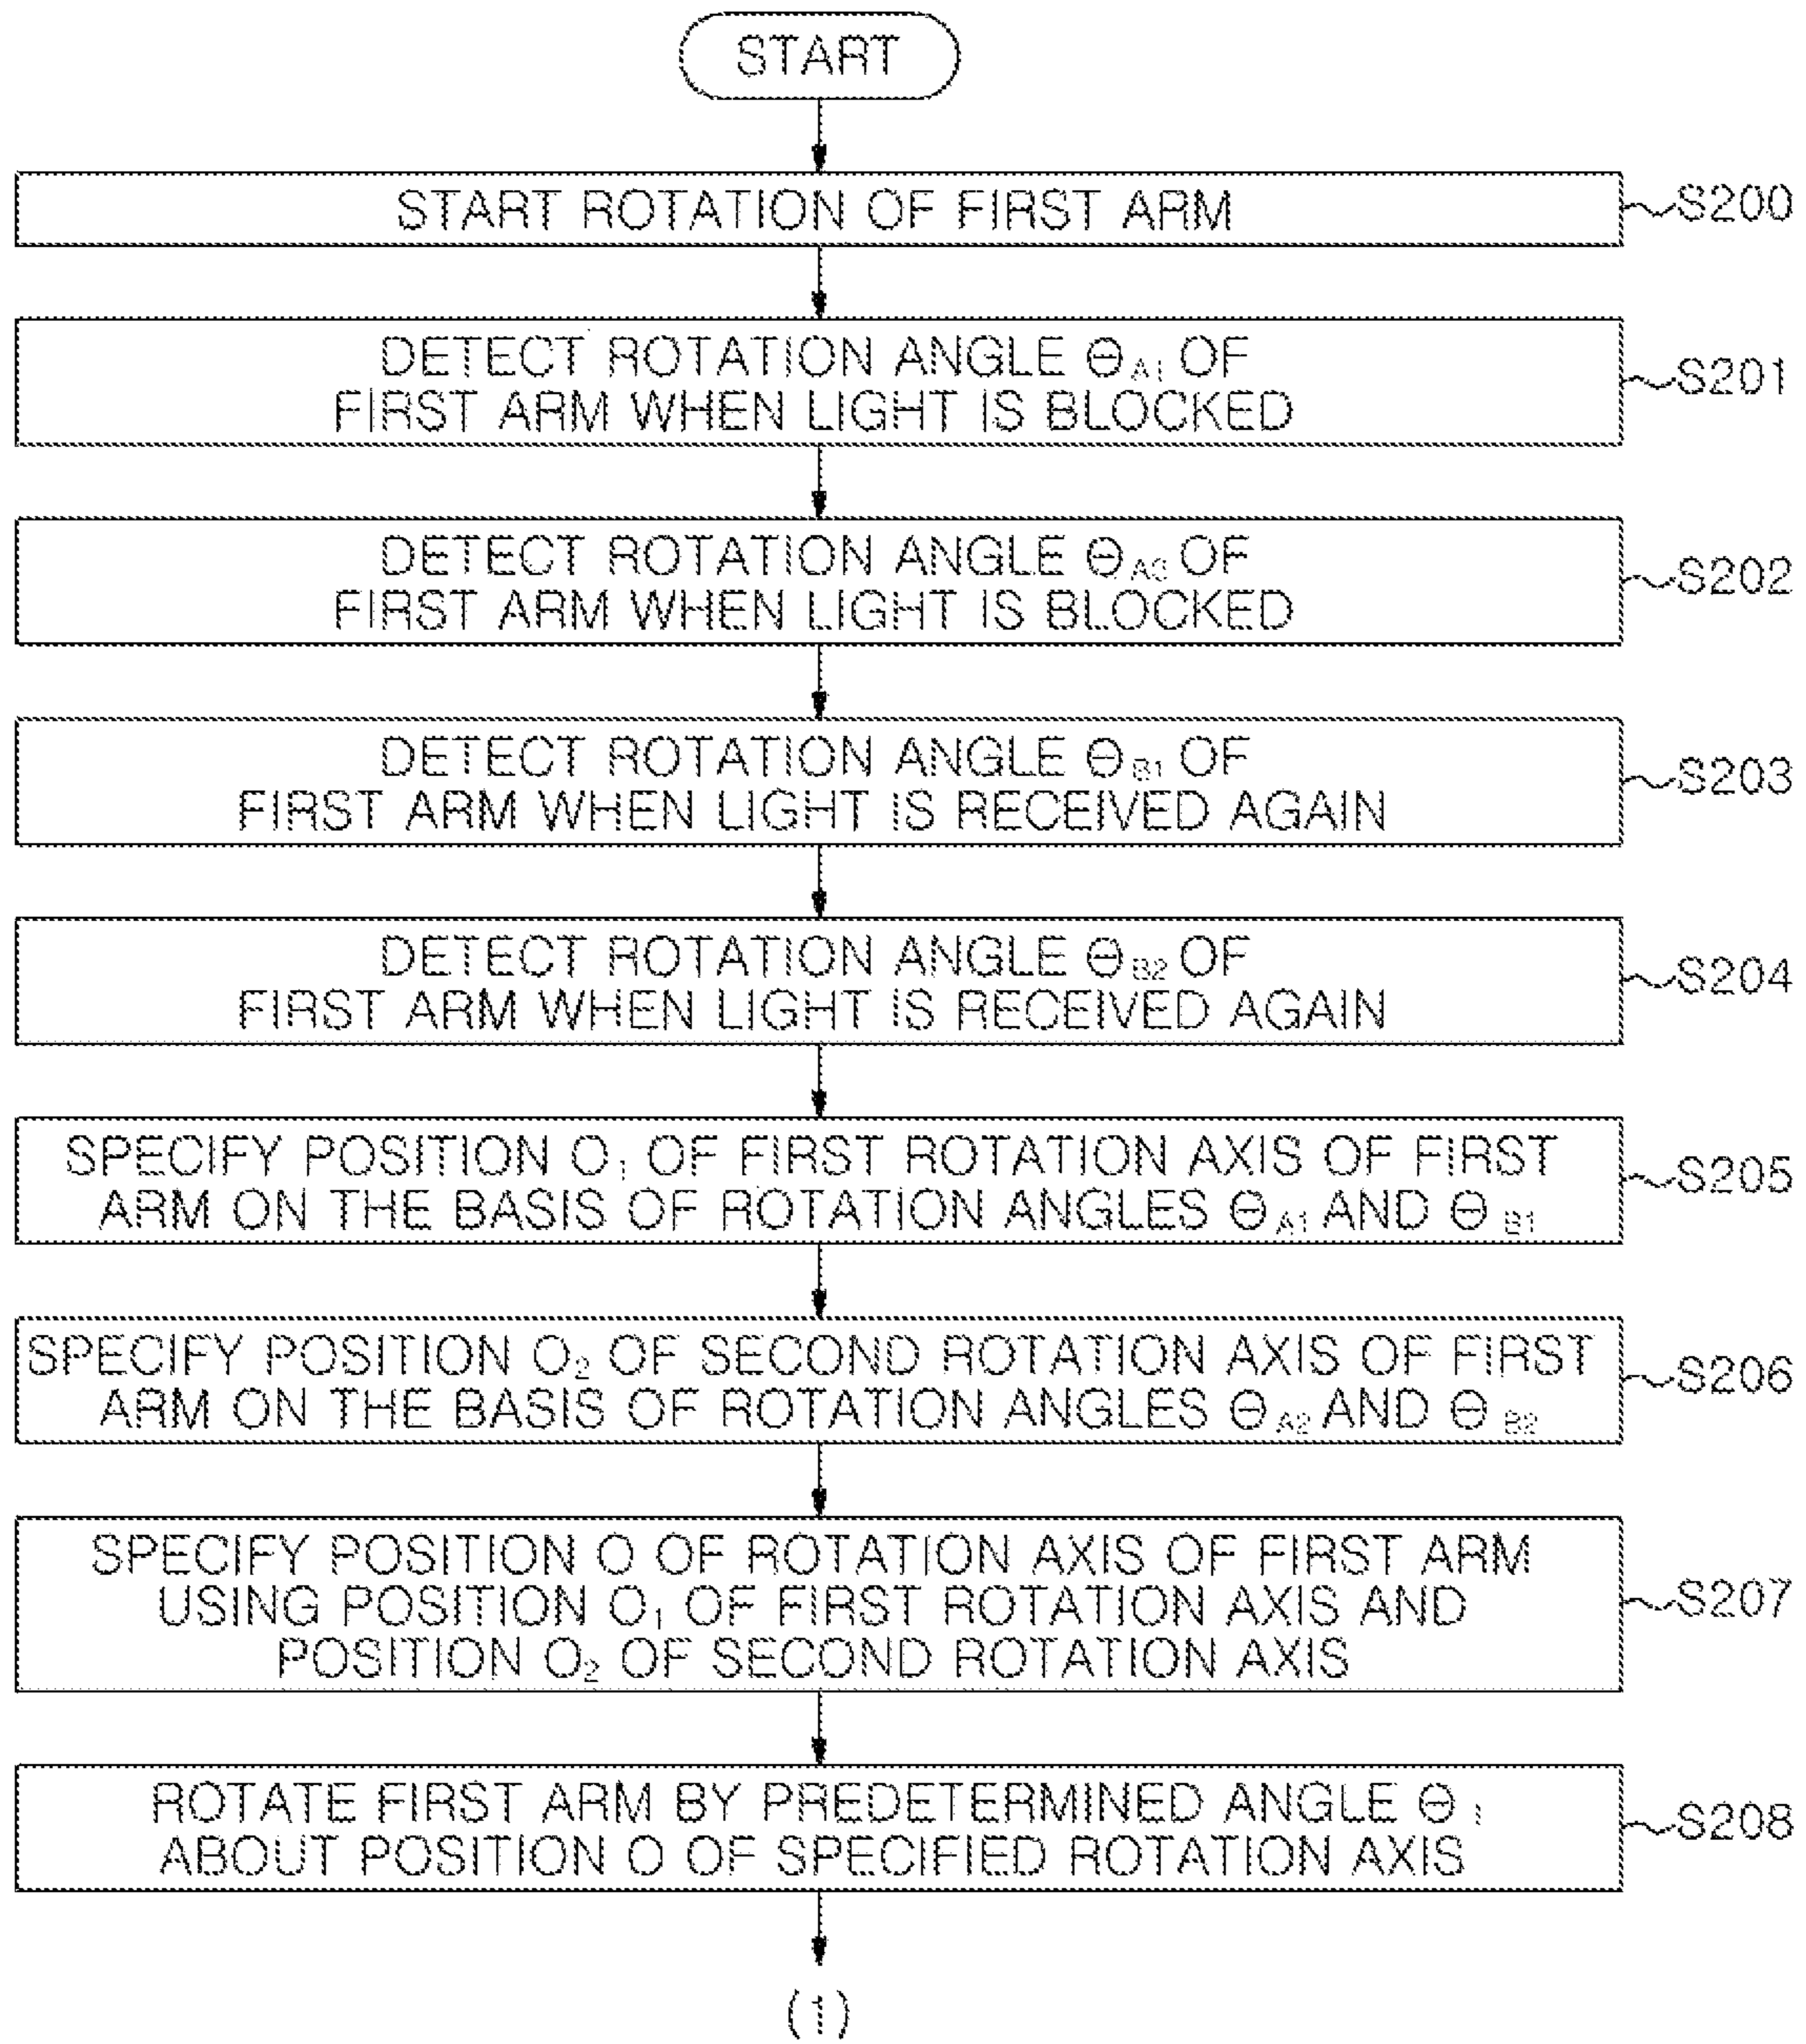 START
START ROTATION OF FIRST ARM
S200
DETECT ROTATION ANGLE ΘA1 OF
FIRST ARM WHEN LIGHT IS BLOCKED
S201
DETECT ROTATION ANGLE OF
FIRST ARM WHEN LIGHT IS BLOCKED
S202
DETECT ROTATION ANGLE ΘB1 OF
FIRST ARM WHEN LIGHT IS RECEIVED AGAIN
S203
DETECT ROTATION ANGLE ΘB2 OF
FIRST ARM WHEN LIGHT IS RECEIVED AGAIN
S204
SPECIFY POSITION O1 OF FIRST ROTATION AXIS OF FIRST
ARM ON THE BASIS OF ROTATION ANGLES ΘA1 AND ΘB1
S205
SPECIFY POSITION O2 OF SECOND ROTATION AXIS OF FIRST
ARM ON THE BASIS OF ROTATION ANGLES ΘA2 AND ΘB2
S206
SPECIFY POSITION O OF ROTATION AXIS OF FIRST ARM
USING POSITION O1 OF FIRST ROTATION AXIS AND
POSITION O2 OF SECOND ROTATION AXIS
S207
ROTATE FIRST ARM BY PREDETERMINED ANGLE Θ1
ABOUT POSITION O OF SPECIFIED ROTATION AXIS
S208
(1)